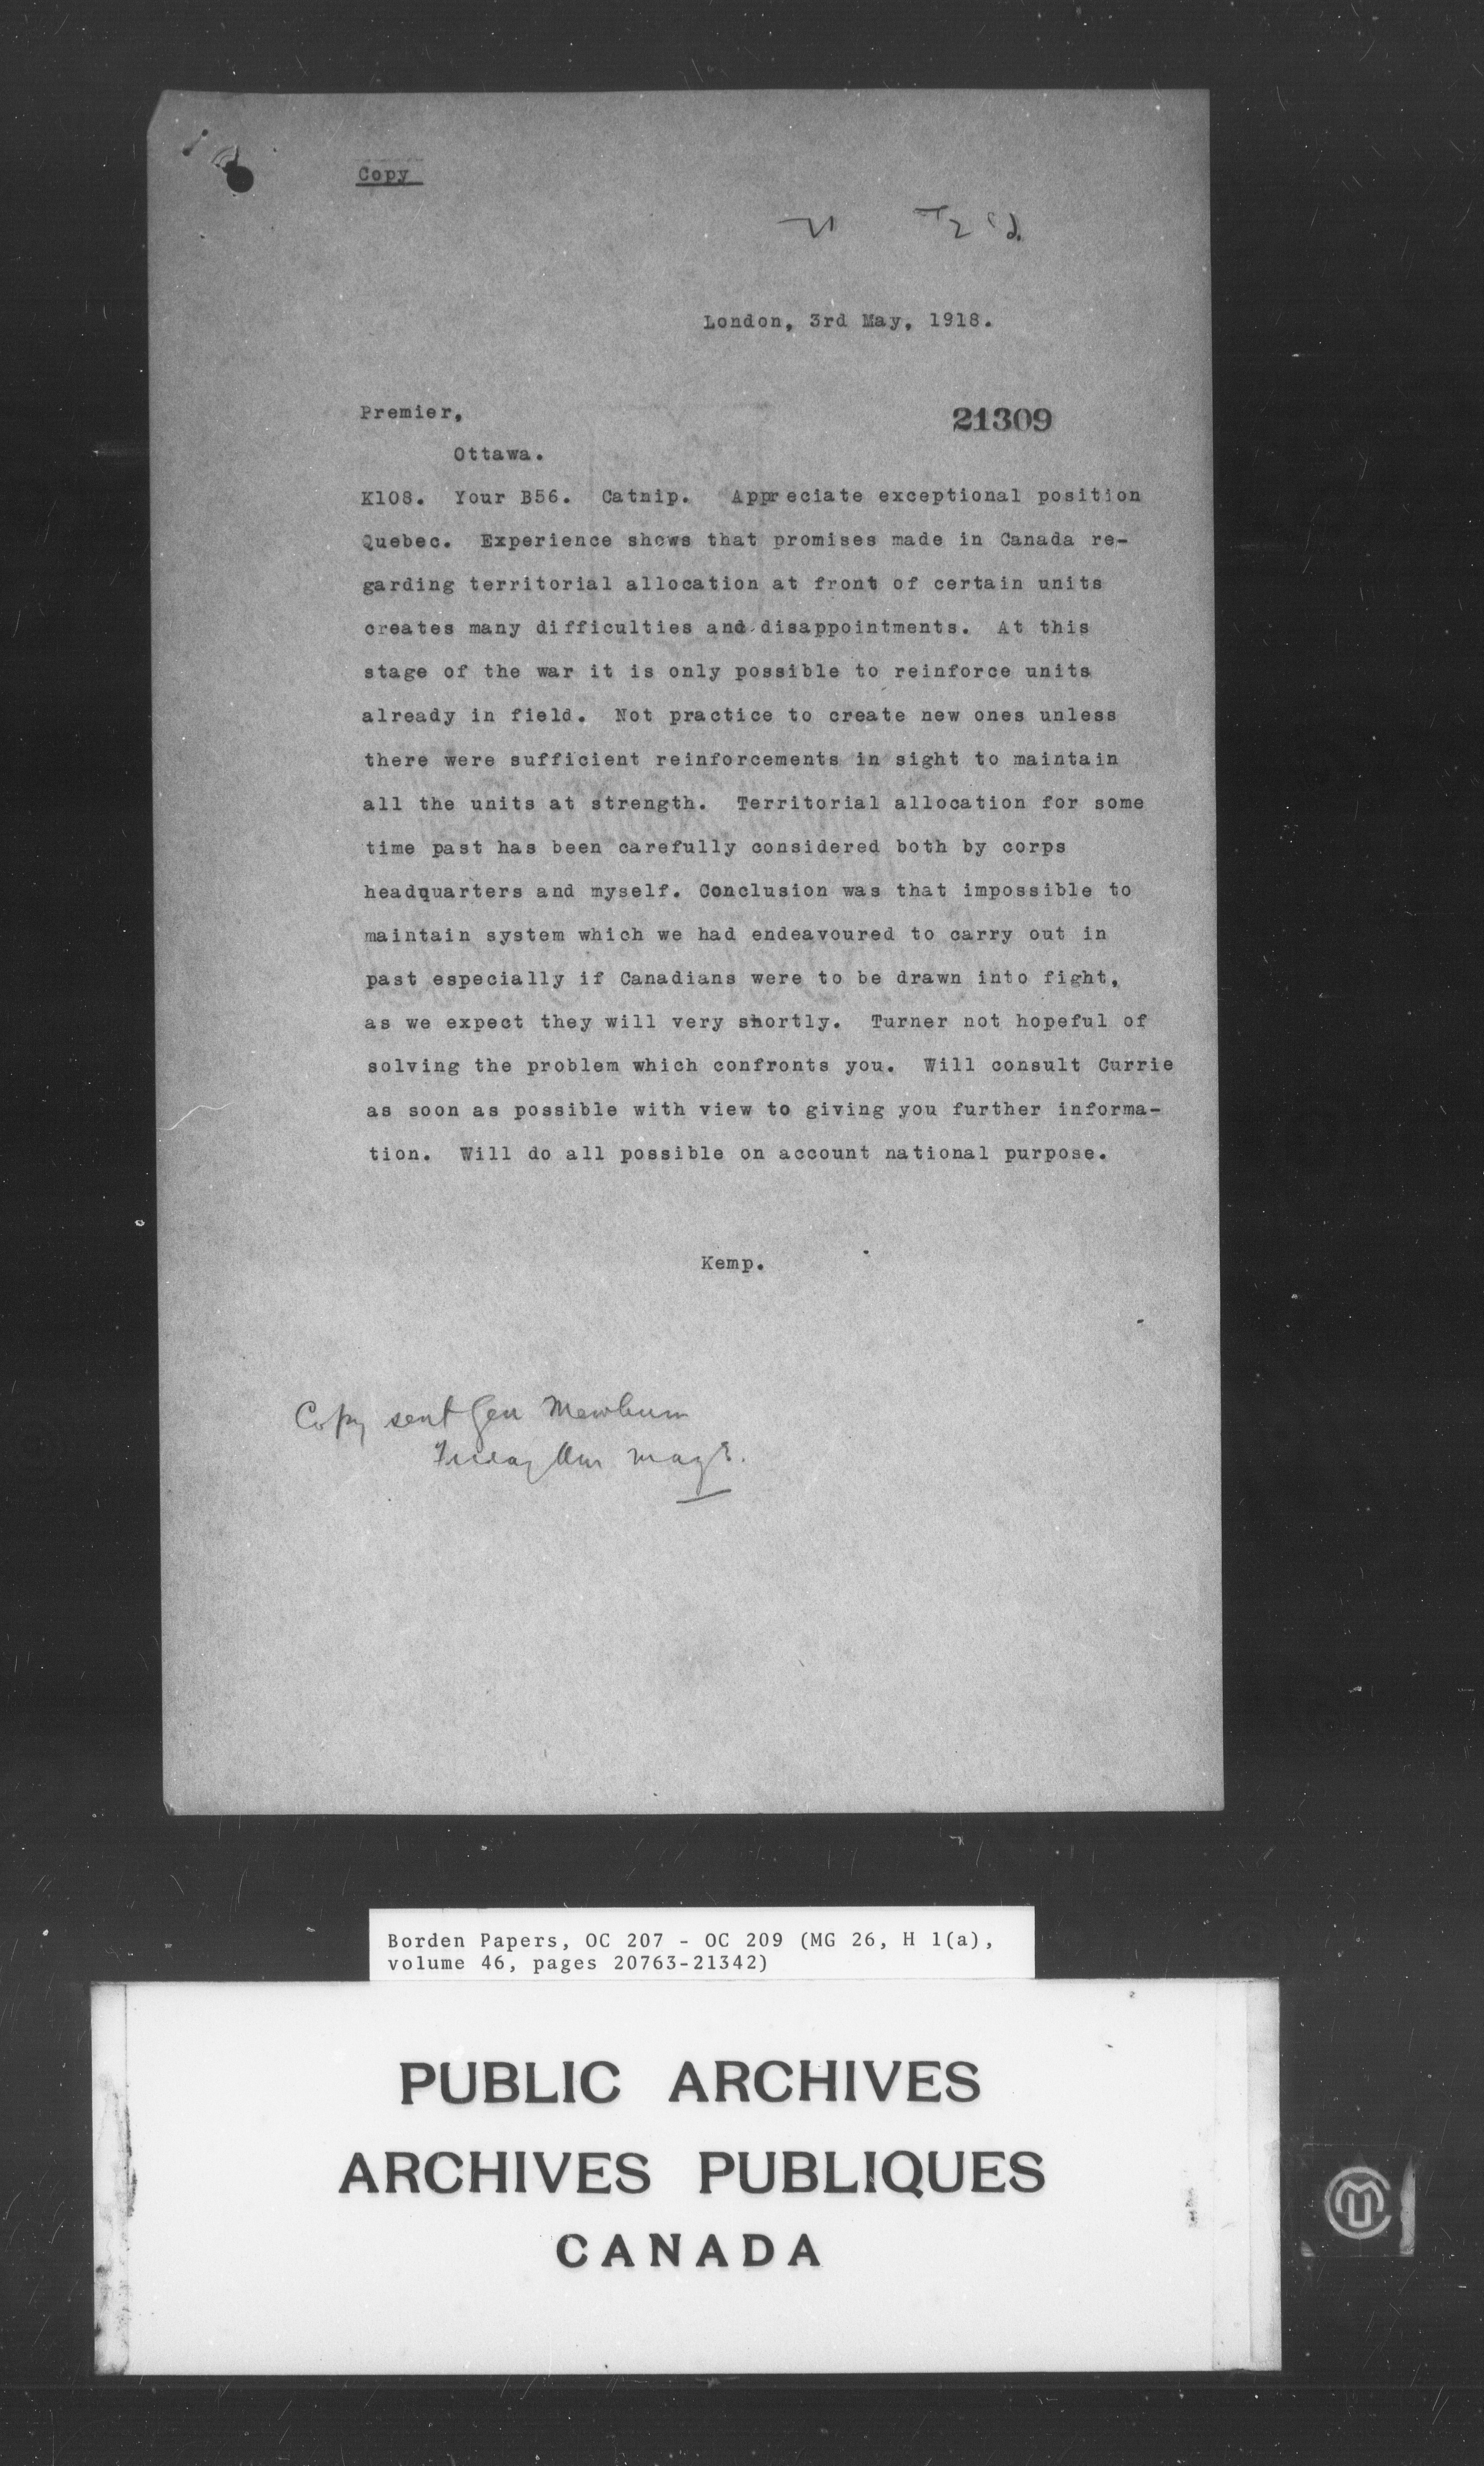 Copy
London, 3rd May, 1918.
Premier,
21309
Ottawa.
K108. Your B56. Catnip. Appreciate exceptional position
Quebec. Experience shows that promises made in Canada re-
garding territorial allocation at front of certain units
creates many difficulties and disappointments. At this
stage of the war it is only possible to reinforce units
already in field. Not practice to create new ones unless
there were sufficient reinforcements in sight to maintain
all the units at strength. Territorial allocation for some
time past has been carefully considered both by corps
headquarters and myself. Conclusion was that impossible to
maintain system which we had endeavoured to carry out in
past especially if Canadians were to be drawn into fight,
as we expect they will very shortly. Turner not hopeful of
solving the problem which confronts you. Will consult Currie
as soon as possible with view to giving you further informa-
tion. Will do all possible on account national purpose.
Kemp.
Copy sent Gen Mewburn
May
Borden Papers, OC 207 - OC 209 (MG 26, H 1(a),
volume 46, pages 20763-21342)
PUBLIC ARCHIVES
ARCHIVES PUBLIQUES
CANADA